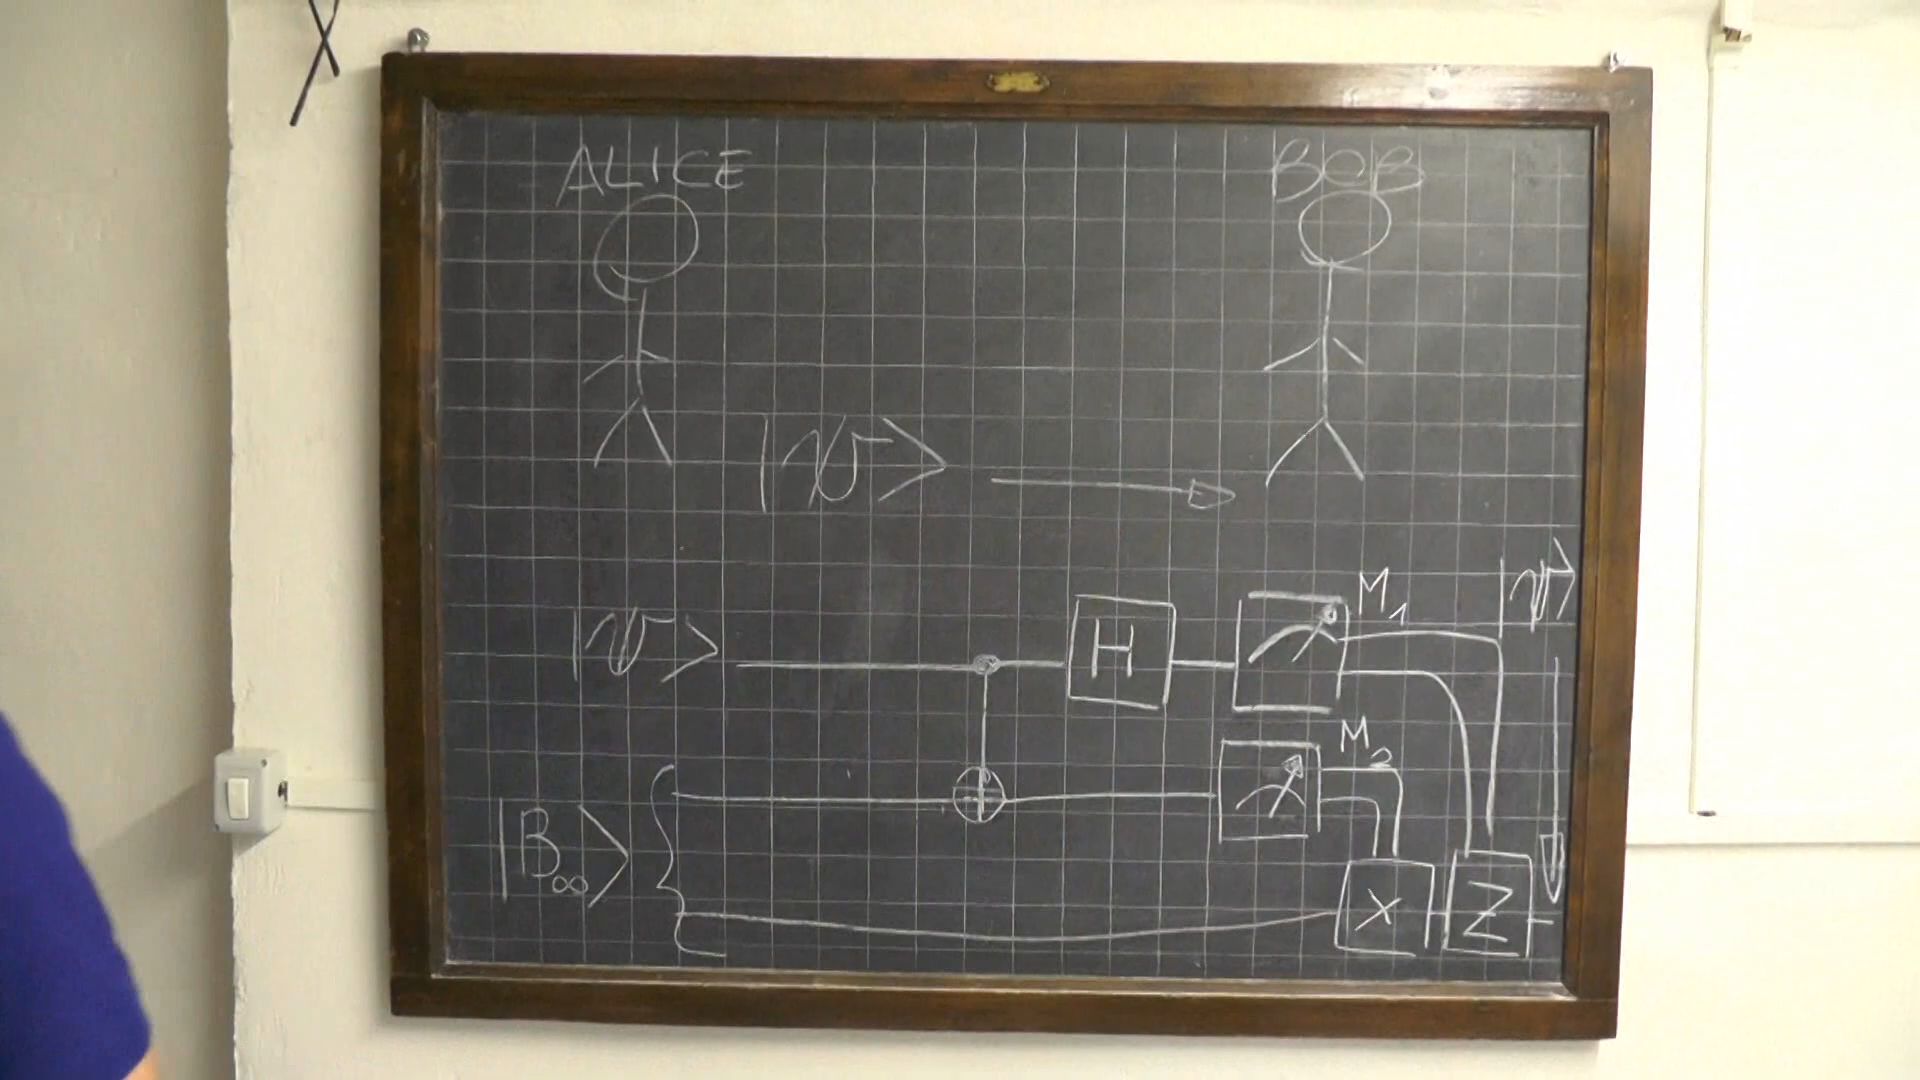 ALICE BOB
|ψ>
|ψ>
|ψ> H M1
M2
|B00>
X Z